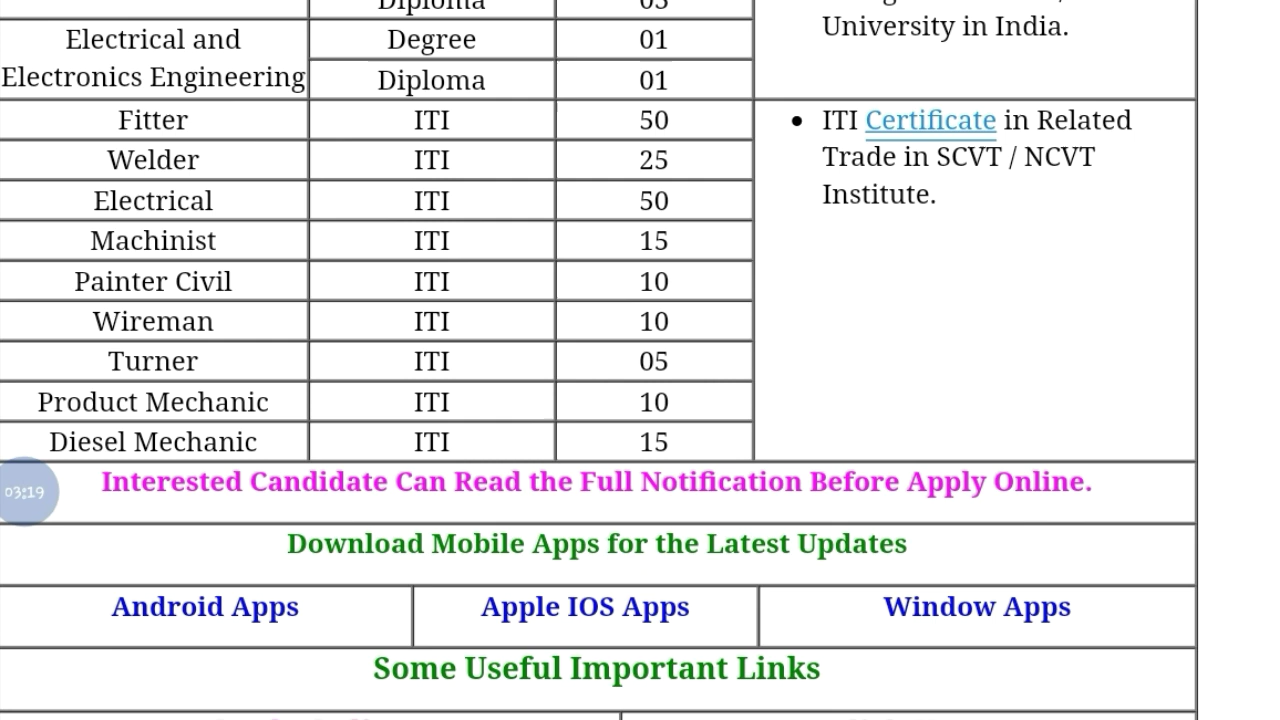 Diploma
University in India.
Electrical and Electronics Engineering
Degree 01
Diploma 01
Fitter ITI 50
ITI Certificate in Related
Trade in SCVT / NCVT
Institute.
Welder ITI 25
Electrical ITI 50
Machinist ITI 15
Painter Civil ITI 10
Wireman ITI 10
Turner ITI 05
Product Mechanic ITI 10
Diesel Mechanic ITI 15
03:19
Interested Candidate Can Read the Full Notification Before Apply Online.
Download Mobile Apps for the Latest Updates
Android Apps Apple IOS Apps Window Apps
Some Useful Important Links